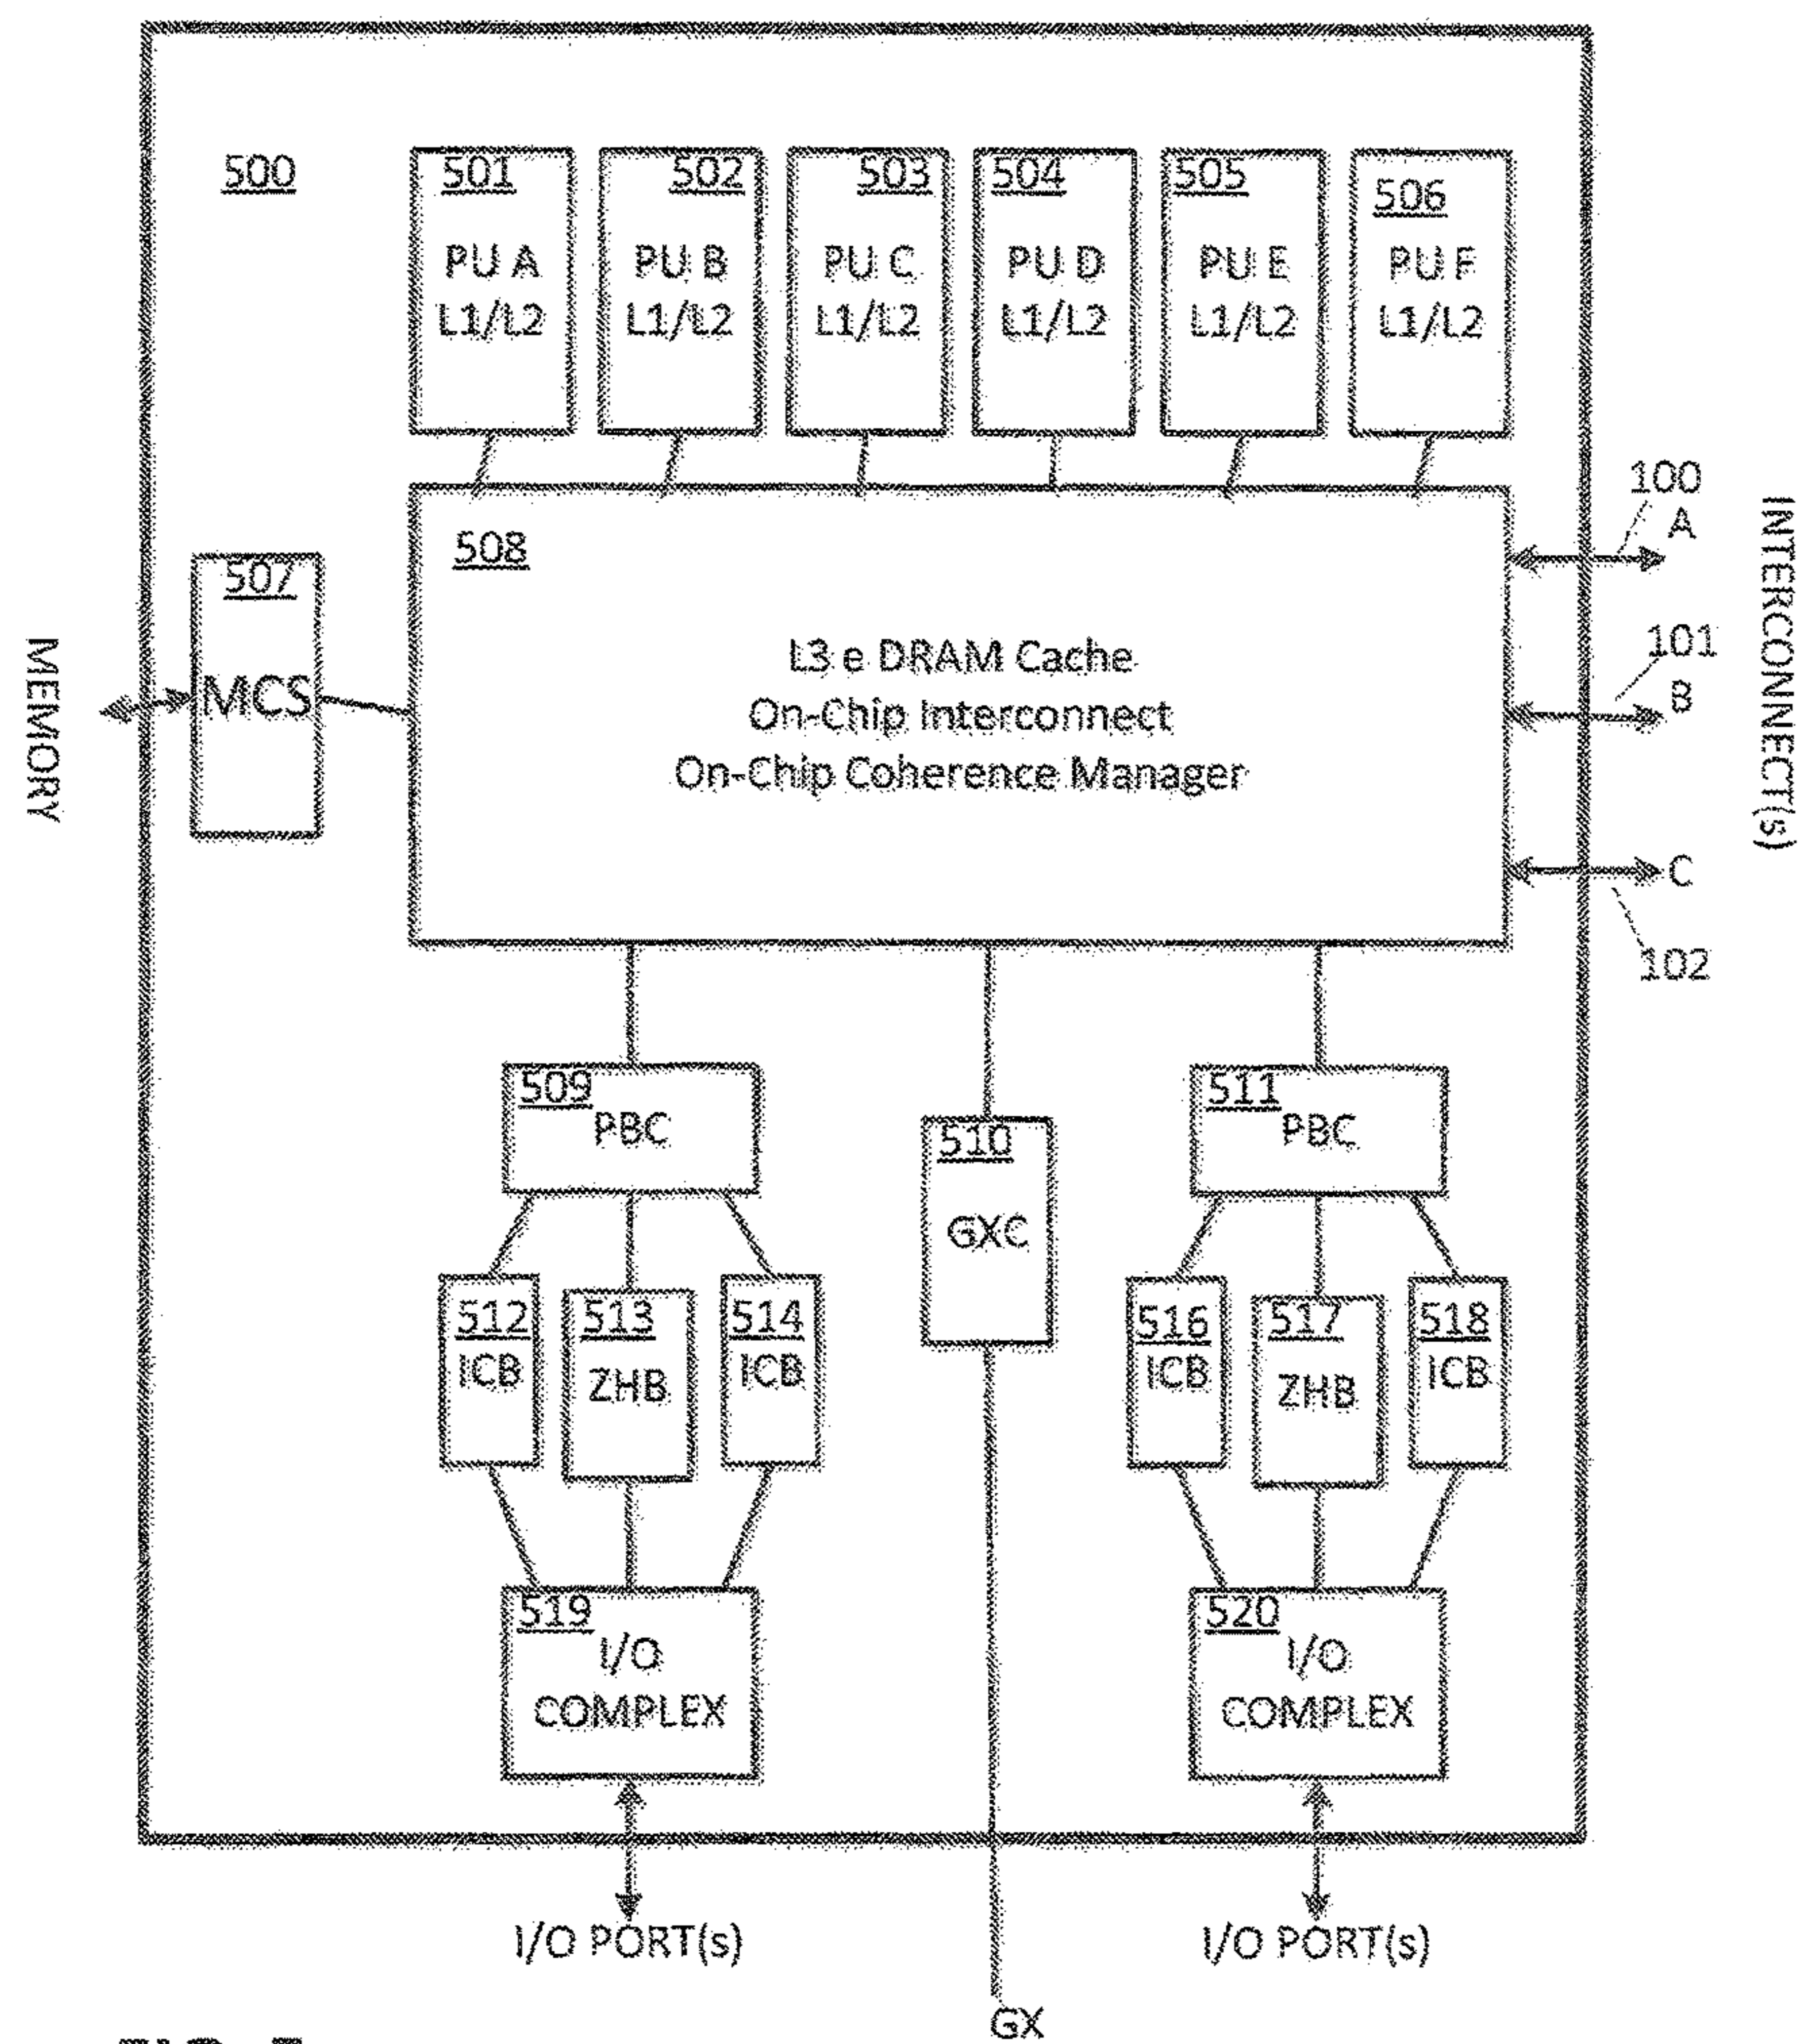 500
501
PU A
L1/L2
502
PU B
L1/L2
503
PU C
L1/L2
504
PU D
L1/L2
505
PU E
L1/L2
506
PU F
L1/L2
MEMORY
507
MCS
508
L3 e DRAM Cache
On-Chip Interconnect
On-Chip Coherence Manager
100
A
101
B
C
102
INTERCONNECT(s)
509
PBC
510
GXC
511
PBC
512
ICB
513
ZHB
514
ICB
516
ICB
517
ZHB
518
ICB
519
I/O
COMPLEX
520
I/O
COMPLEX
I/O PORT(s)
I/O PORT(s)
GX